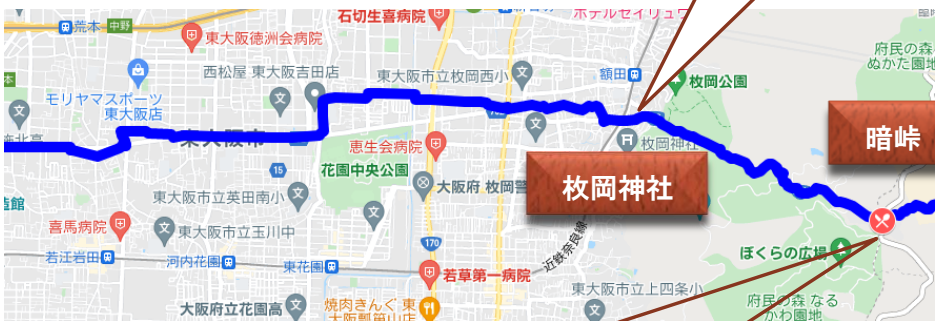 石切生喜病院
ホテルセイリュウ
荒本
中野
東大阪徳洲会病院
府民の森
ぬかた園地
西松屋 東大阪吉田店
東大阪市立枚岡西小
額田
枚岡公園
本
モリヤマスポーツ
東大阪店
東大阪市
恵生会病院
枚岡神社
暗峠
15
花園中央公園
大阪府 枚岡警
枚岡神社
東大阪市立英田南小
造館
喜馬病院
東大阪市立玉川中
170
近鉄奈良線
ぼくらの広場
若江岩田
河内花園
東花園
若草第一病院
東大阪市立上四条小
大阪府立花園高
焼肉きんぐ 東
大阪瓢箪山店
府民の森 なる
かわ園地